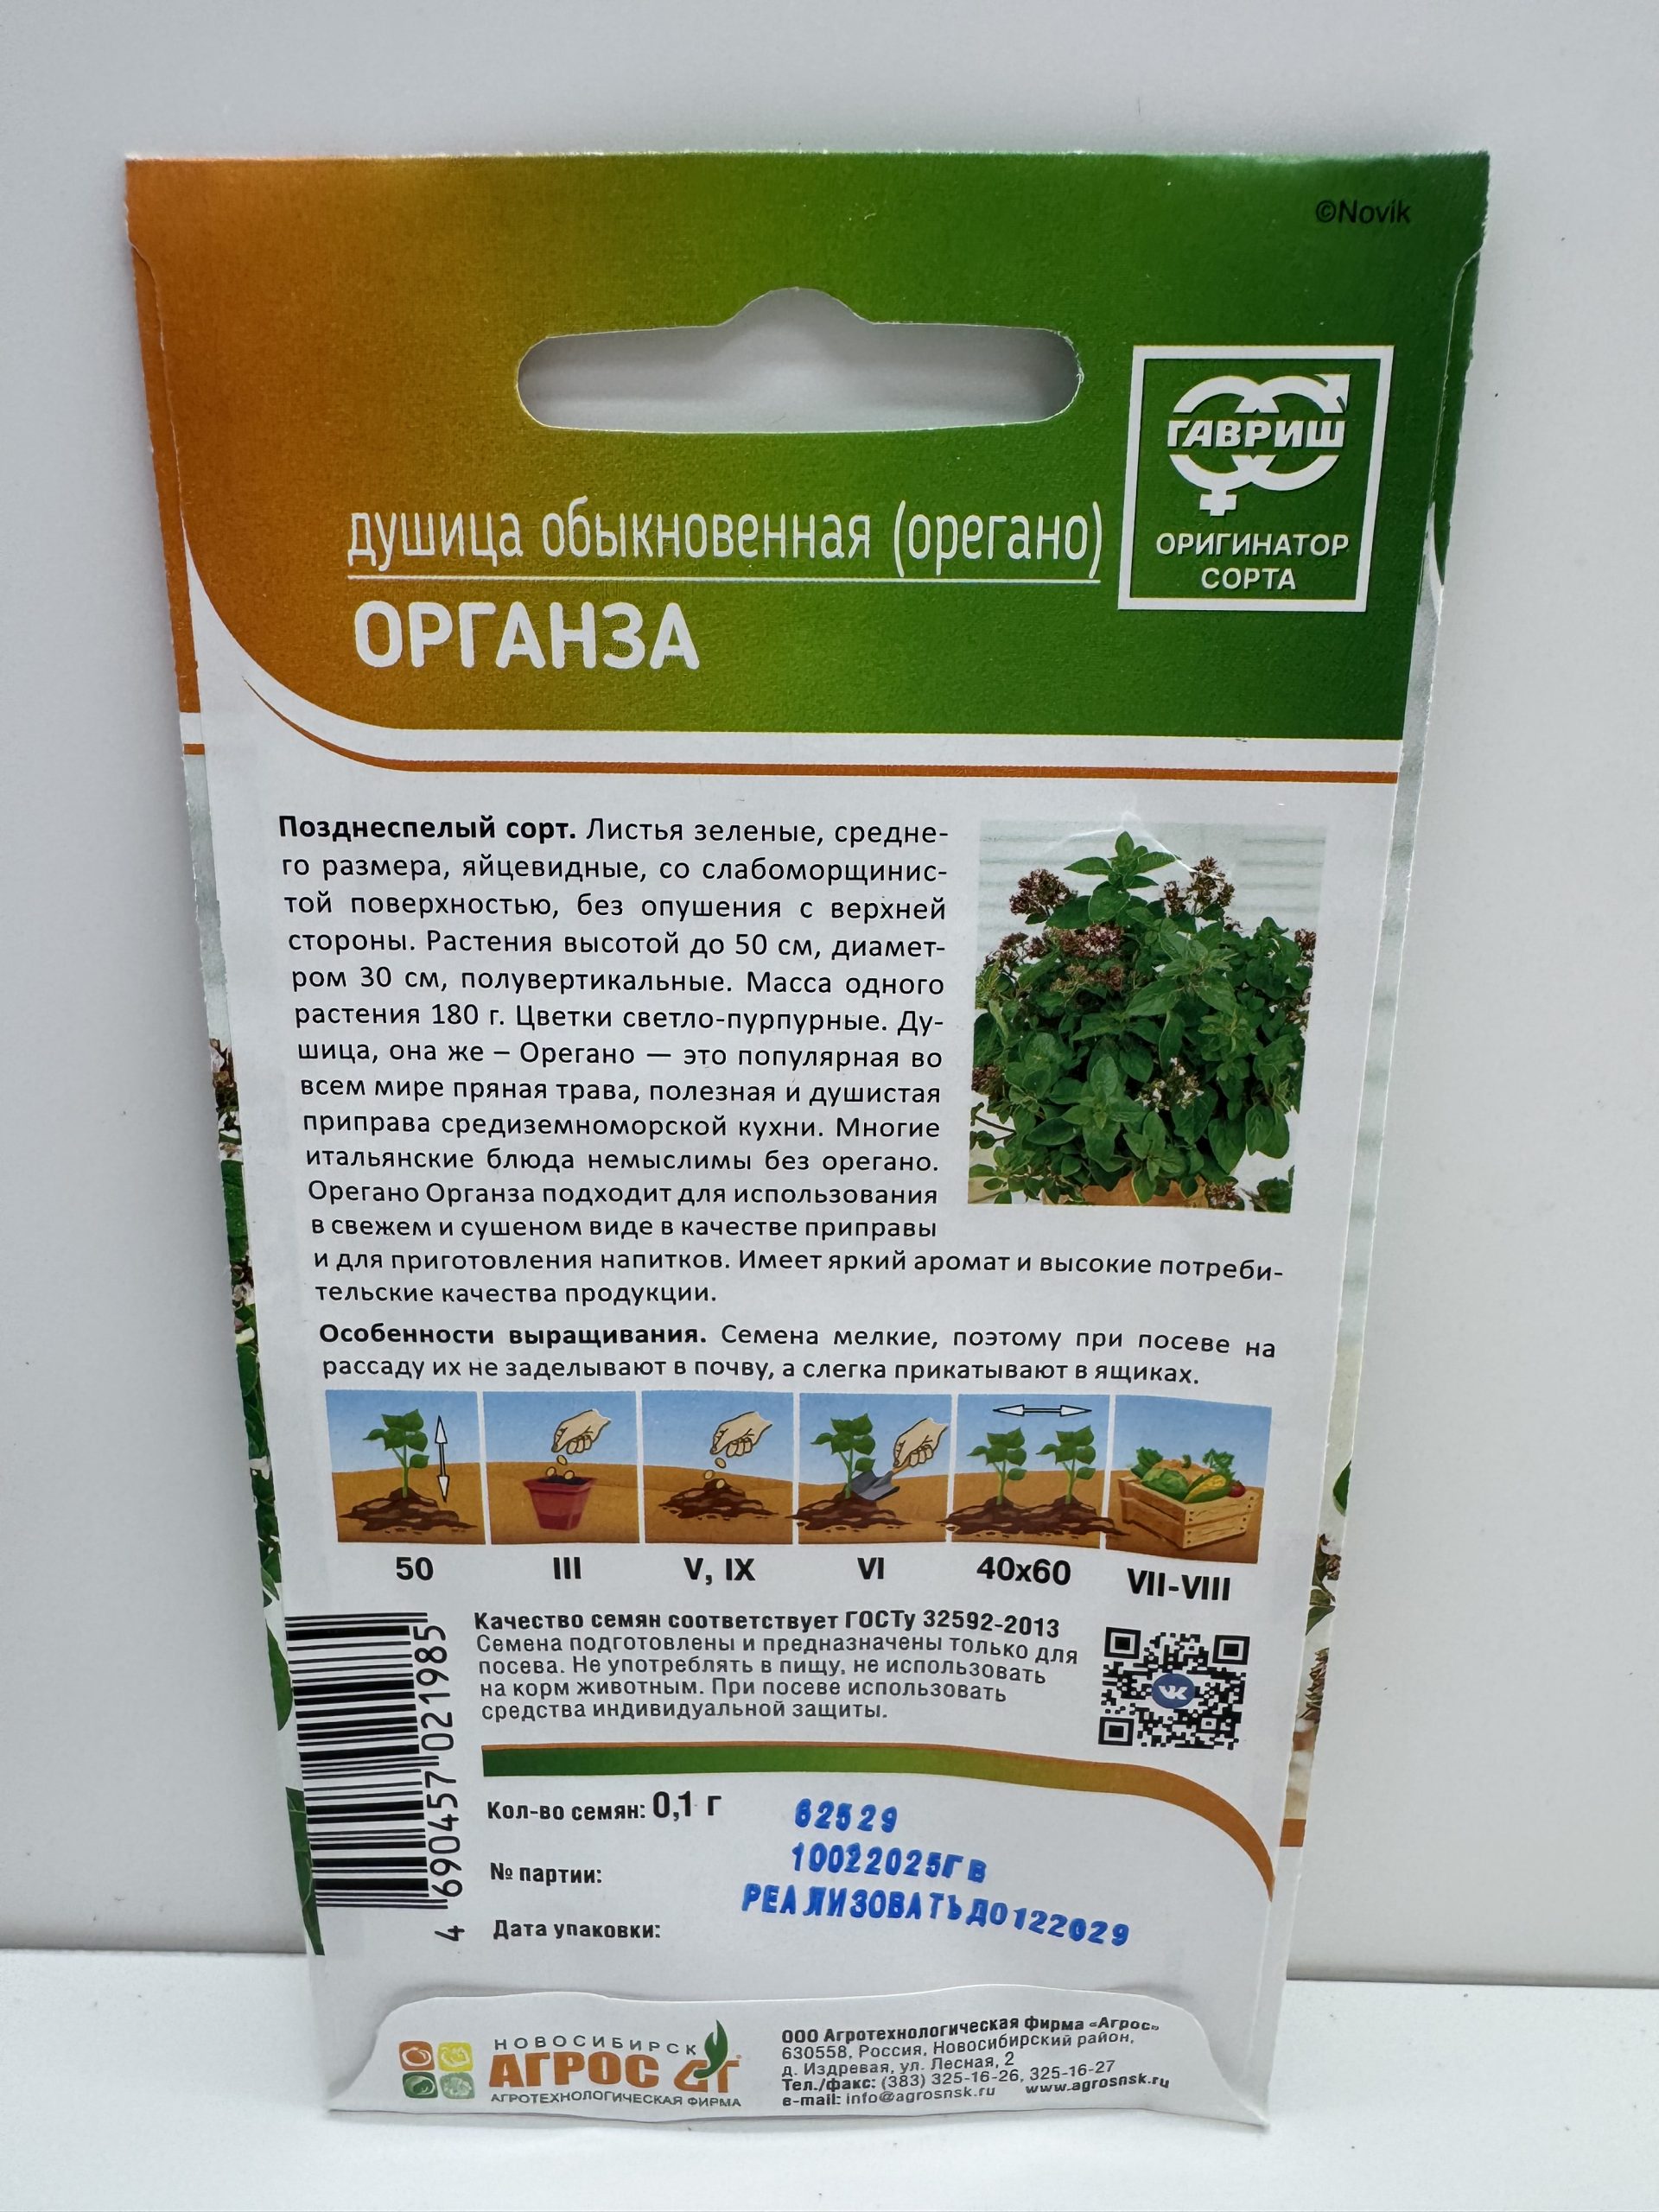 ©Novik
ГАВРИШ
ОРИГИНАТОР
СОРТА
душица обыкновенная (орегано)
ОРГАНЗА
Позднеспелый сорт. Листья зеленые, средне-
го размера, яйцевидные, со слабоморщинис-
той поверхностью, без опушения с верхней
стороны. Растения высотой до 50 см, диамет-
ром 30 см, полувертикальные. Масса одного
растения 180 г. Цветки светло-пурпурные. Ду-
шица, она же – Орегано — это популярная во
всем мире пряная трава, полезная и душистая
приправа средиземноморской кухни. Многие
итальянские блюда немыслимы без орегано.
Орегано Органза подходит для использования
в свежем и сушеном виде в качестве приправы
и для приготовления напитков. Имеет яркий аромат и высокие потреби-
тельские качества продукции.
Особенности выращивания. Семена мелкие, поэтому при посеве на
рассаду их не заделывают в почву, а слегка прикатывают в ящиках.
50 III V, IX VI 40х60 VII-VIII
Качество семян соответствует ГОСТу 32592-2013
Семена подготовлены и предназначены только для
посева. Не употреблять в пищу, не использовать
на корм животным. При посеве использовать
средства индивидуальной защиты.
4 690457 021985
Кол-во семян: 0,1 г
62529
№ партии:
10022025Г В
РЕАЛИЗОВАТЬ ДО 122029
Дата упаковки:
НОВОСИБИРСК
АГРОС
АГРОТЕХНОЛОГИЧЕСКАЯ ФИРМА
ООО Агротехнологическая фирма «Агрос»
630558, Россия, Новосибирский район,
д. Издревая, ул. Лесная, 2
Тел./факс: (383) 325-16-26, 325-16-27
e-mail: info@agrosnsk.ru www.agrosnsk.ru